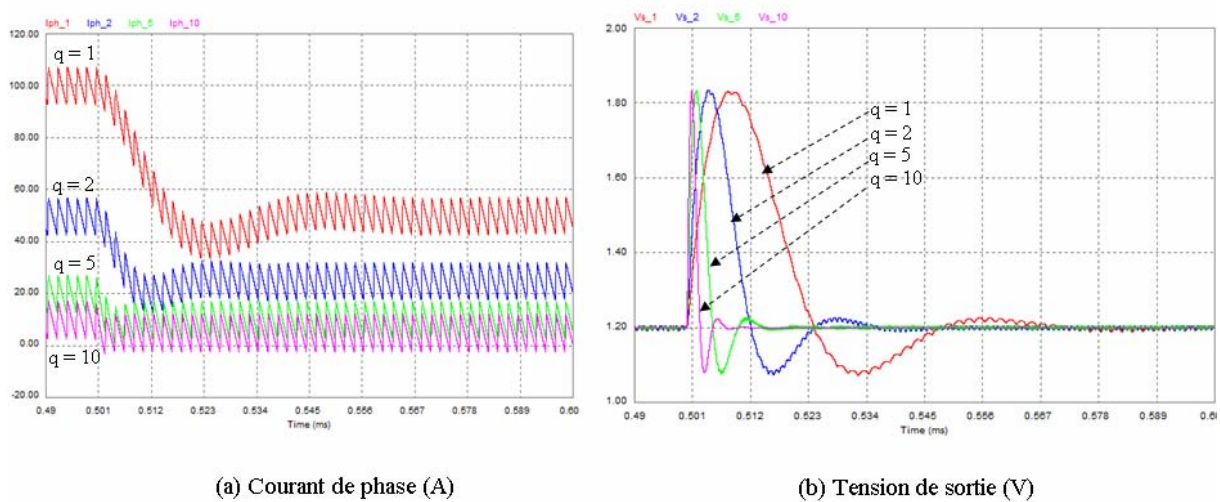 Iph_1 Iph_2 Iph_5 Iph_10
120.00
100.00
80.00
60.00
40.00
20.00
0.00
-20.00
q = 1
q = 2
q = 5
q = 10
0.49 0.501 0.512 0.523 0.534 0.545 0.556 0.567 0.578 0.589 0.60
Time (ms)
(a) Courant de phase (A)
Vs_1 Vs_2 Vs_5 Vs_10
2.00
1.80
1.60
1.40
1.20
1.00
q = 1
q = 2
q = 5
q = 10
0.49 0.501 0.512 0.523 0.534 0.545 0.556 0.567 0.578 0.589 0.60
Time (ms)
(b) Tension de sortie (V)